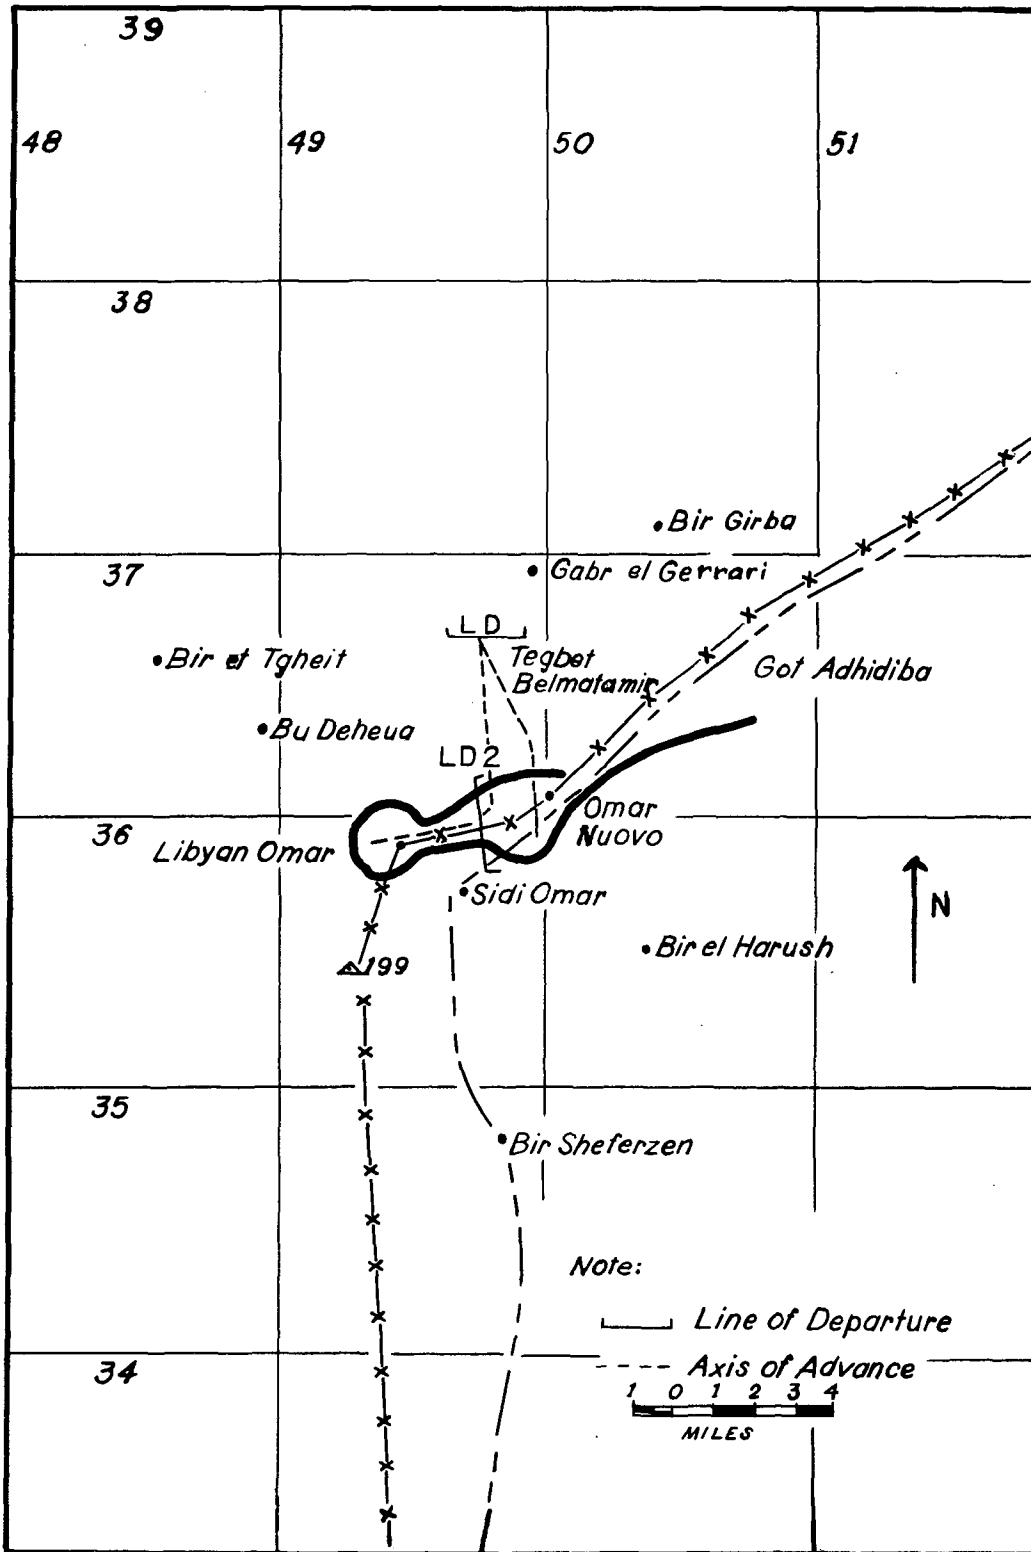 39
48
49
50
51
38
Bir Girba
37
Gabr el Gerrari
LD
Bir et Tgheit
Tegbet
Belmatamir
Got Adhidiba
Bu Deheua
LD2
36
Omar
Nuovo
Libyan Omar
Sidi Omar
N
Bir el Harush
199
35
Bir Sheferzen
Note:
Line of Departure
34
Axis of Advance
1 0 1 2 3 4
MILES